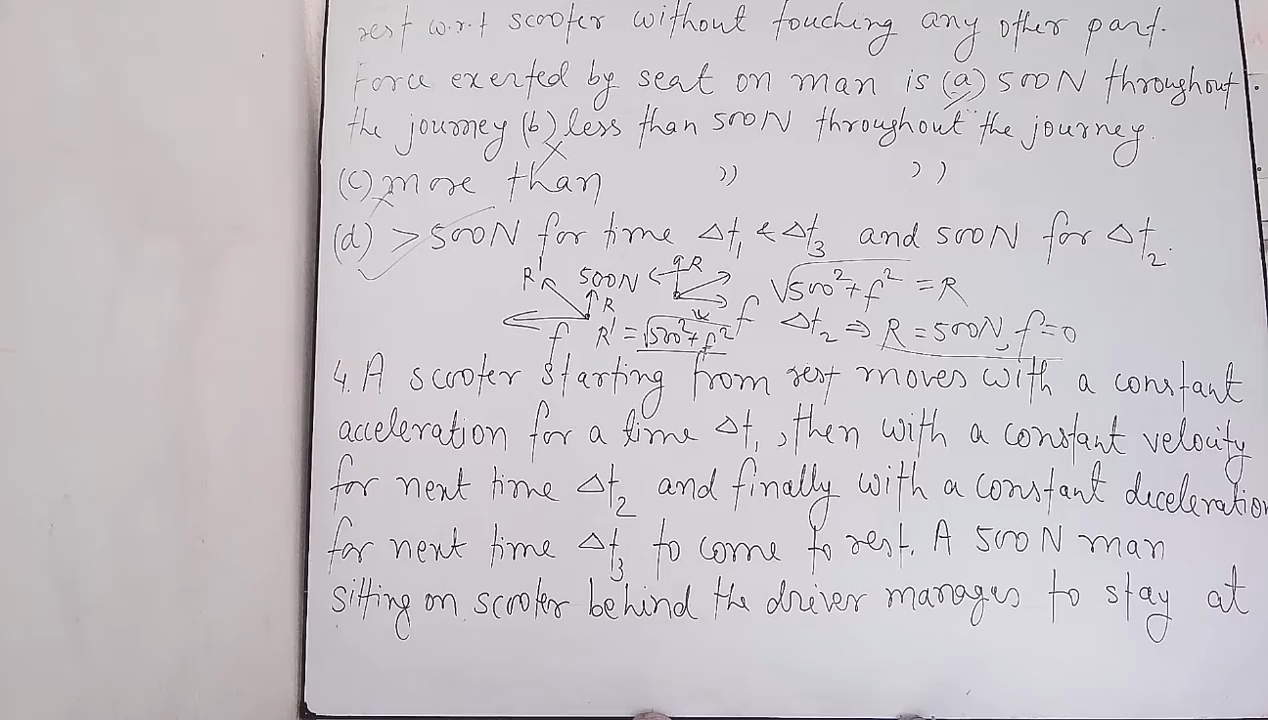 rest w.r.t scooter without touching any other part.
Force exerted by seat on man is (a) 500N throughout
the journey (b) less than 500N throughout the journey.
(c) more than ,, ,,
(d) > 500N for time Δt₁ & Δt₃ and 500N for Δt₂.
R' 500N R √500²+f² = R
f R R' = √500²+f² f Δt₂ ⇒ R = 500N, f=0
4. A scooter starting from rest moves with a constant
acceleration for a time Δt₁, then with a constant velocity
for next time Δt₂ and finally with a constant deceleration
for next time Δt₃ to come to rest. A 500N man
sitting on scooter behind the driver manages to stay at